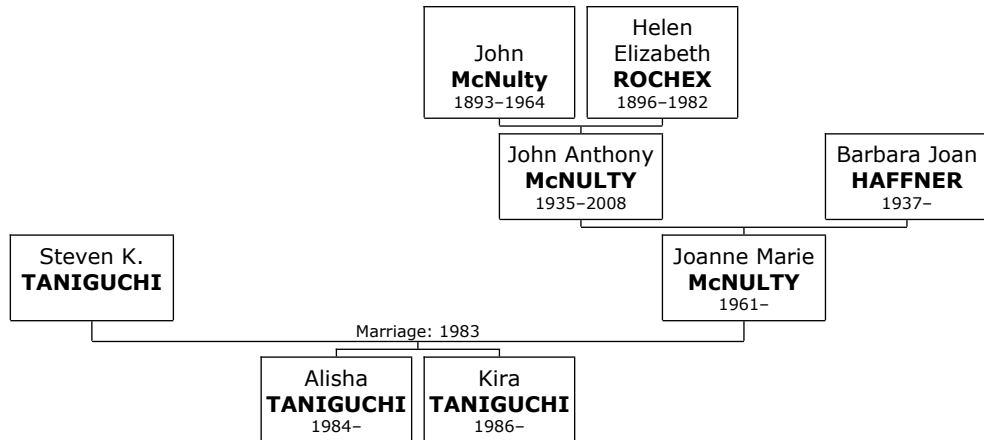 John
McNulty
1893–1964
Helen
Elizabeth
ROCHEX
1896–1982
John Anthony
McNULTY
1935–2008
Barbara Joan
HAFFNER
1937–
Steven K.
TANIGUCHI
Joanne Marie
McNULTY
1961–
Marriage: 1983
Alisha
TANIGUCHI
1984–
Kira
TANIGUCHI
1986–